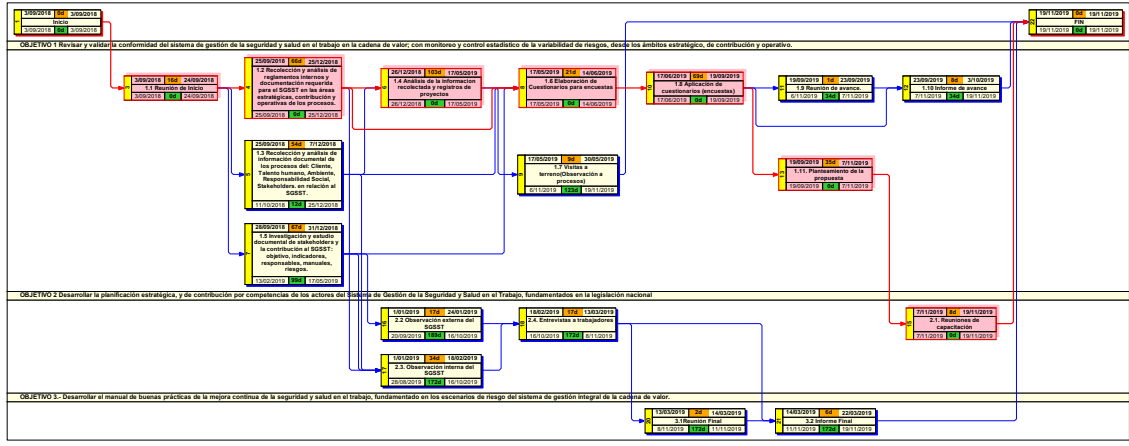 3/09/2018 0d 3/09/2018
1 Inicio
3/09/2018 0d 3/09/2018
19/11/2019 0d 19/11/2019
22 FIN
19/11/2019 0d 19/11/2019
OBJETIVO 1 Revisar y validar la conformidad del sistema de gestión de la seguridad y salud en el trabajo en la cadena de valor; con monitoreo y control estadístico de la variabilidad de riesgos, desde los ámbitos estratégico, de contribución y operativo.
3/09/2018 16d 24/09/2018
3 1.1 Reunión de Inicio
3/09/2018 0d 24/09/2018
25/09/2018 66d 25/12/2018
4 1.2 Recolección y análisis de
reglamentos internos y
documentación requerida
para el SGSST en las áreas
estratégicas, contribución y
operativas de los procesos.
25/09/2018 0d 25/12/2018
26/12/2018 103d 17/05/2019
6 1.4 Análisis de la Informacion
recolectada y registros de
proyectos
26/12/2018 0d 17/05/2019
17/05/2019 21d 14/06/2019
8 1.6 Elaboración de
Cuestionarios para encuestas
17/05/2019 0d 14/06/2019
17/06/2019 69d 19/09/2019
10 1.8 Aplicación de
cuestionarios (encuestas)
17/06/2019 0d 19/09/2019
19/09/2019 1d 23/09/2019
11 1.9 Reunión de avance.
6/11/2019 34d 7/11/2019
23/09/2019 8d 3/10/2019
12 1.10 Informe de avance
7/11/2019 34d 19/11/2019
25/09/2018 54d 7/12/2018
5 1.3 Recolección y análisis de
información documental de
los procesos del: Cliente,
Talento humano, Ambiente,
Responsabilidad Social,
Stakeholders. en relación al
SGSST.
11/10/2018 12d 25/12/2018
17/05/2019 9d 30/05/2019
9 1.7 Visitas a
terreno(Observación a
procesos)
6/11/2019 123d 19/11/2019
19/09/2019 35d 7/11/2019
13 1.11. Planteamiento de la
propuesta
19/09/2019 0d 7/11/2019
28/09/2018 67d 31/12/2018
7 1.5 Investigación y estudio
documental de stakeholders y
la contribución al SGSST:
objetivo, indicadores,
responsables, manuales,
riesgos.
13/02/2019 99d 17/05/2019
OBJETIVO 2 Desarrollar la planificación estratégica, y de contribución por competencias de los actores del Sistema de Gestión de la Seguridad y Salud en el Trabajo, fundamentados en la legislación nacional
1/01/2019 17d 24/01/2019
16 2.2 Observación externa del
SGSST
20/09/2019 189d 16/10/2019
18/02/2019 17d 13/03/2019
18 2.4. Entrevistas a trabajadores
16/10/2019 172d 8/11/2019
7/11/2019 8d 19/11/2019
15 2.1. Reuniones de
capacitación
7/11/2019 0d 19/11/2019
1/01/2019 34d 18/02/2019
17 2.3. Observación interna del
SGSST
28/08/2019 172d 16/10/2019
OBJETIVO 3.- Desarrollar el manual de buenas prácticas de la mejora continua de la seguridad y salud en el trabajo, fundamentado en los escenarios de riesgo del sistema de gestión integral de la cadena de valor.
13/03/2019 2d 14/03/2019
20 3.1Reunión Final
8/11/2019 172d 11/11/2019
14/03/2019 6d 22/03/2019
21 3.2 Informe Final
11/11/2019 172d 19/11/2019